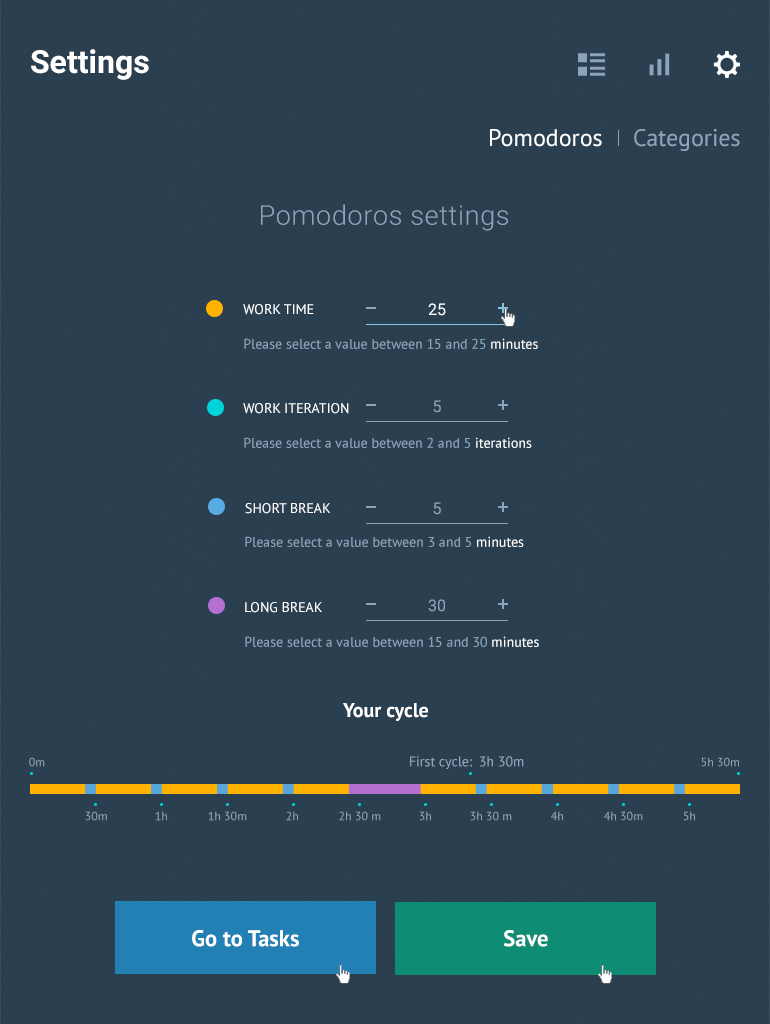 Settings
Pomodoros | Categories
Pomodoros settings
WORK TIME − 25 +
Please select a value between 15 and 25 minutes
WORK ITERATION − 5 +
Please select a value between 2 and 5 iterations
SHORT BREAK − 5 +
Please select a value between 3 and 5 minutes
LONG BREAK − 30 +
Please select a value between 15 and 30 minutes
Your cycle
0m First cycle: 3h 30m 5h 30m
30m 1h 1h 30m 2h 2h 30 m 3h 3h 30 m 4h 4h 30m 5h
Go to Tasks Save